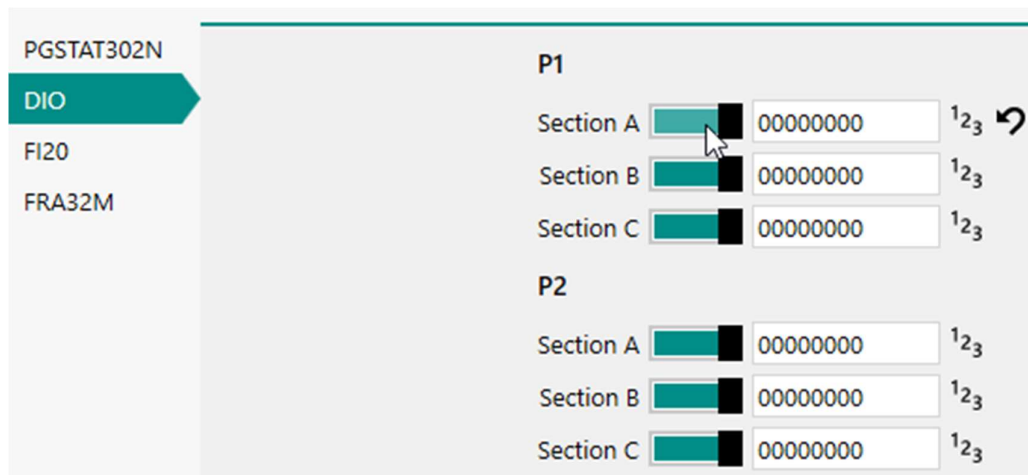 PGSTAT302N
DIO
FI20
FRA32M
P1
Section A 00000000 123
Section B 00000000 123
Section C 00000000 123
P2
Section A 00000000 123
Section B 00000000 123
Section C 00000000 123